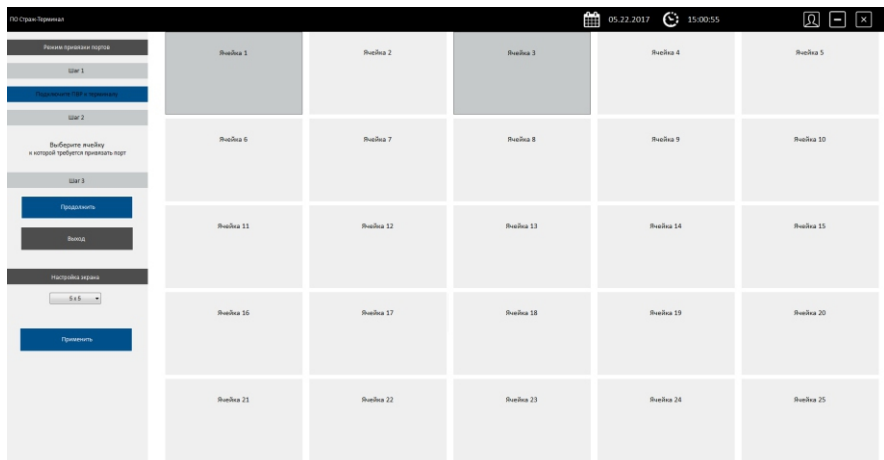 ПО Страж-Терминал
05.22.2017
15:00:55
Режим привязки портов
Шаг 1
Подключите ПВР к терминалу
Шаг 2
Выберите ячейку
к которой требуется привязать порт
Шаг 3
Продолжить
Выход
Настройка экрана
5 x 5
Применить
Ячейка 1
Ячейка 2
Ячейка 3
Ячейка 4
Ячейка 5
Ячейка 6
Ячейка 7
Ячейка 8
Ячейка 9
Ячейка 10
Ячейка 11
Ячейка 12
Ячейка 13
Ячейка 14
Ячейка 15
Ячейка 16
Ячейка 17
Ячейка 18
Ячейка 19
Ячейка 20
Ячейка 21
Ячейка 22
Ячейка 23
Ячейка 24
Ячейка 25